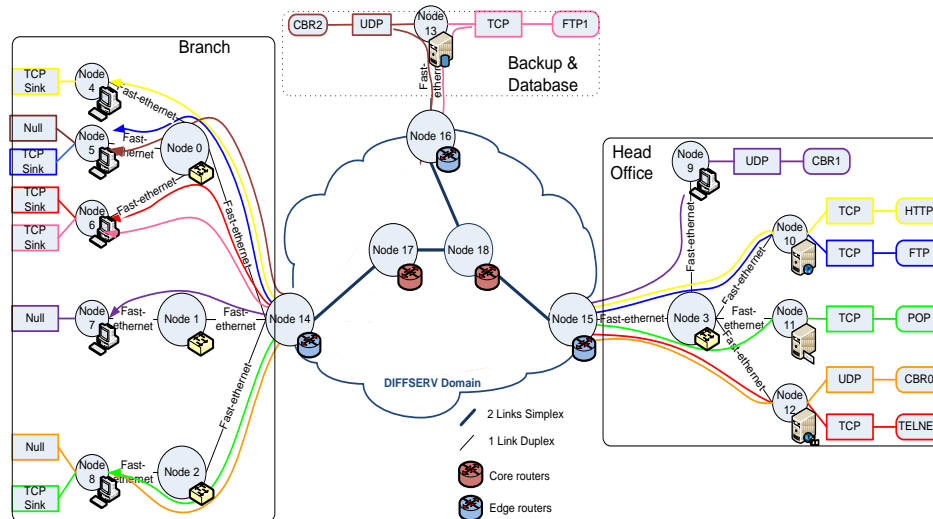 Branch
TCP
Sink
Node
4
Fast-ethernet
Null
Node
5
Fast-
ethernet
Node 0
TCP
Sink
TCP
Sink
Node
6
Fast-ethernet
TCP
Sink
Fast-ethernet
Null
Node
7
Fast-
ethernet
Node 1
Fast-
ethernet
Node 14
Null
Node
8
Fast-
ethernet
Node 2
Fast-ethernet
TCP
Sink
CBR2
UDP
Node
13
TCP
FTP1
Fast-
ethernet
Backup &
Database
Node 16
Node 17
Node 18
Node 15
DIFFSERV Domain
2 Links Simplex
1 Link Duplex
Core routers
Edge routers
Head
Office
Node
9
UDP
CBR1
Fast-ethernet
Node
10
TCP
HTTP
TCP
FTP
Fast-ethernet
Fast-ethernet
Node 3
Fast-
ethernet
Node
11
TCP
POP
Fast-ethernet
Node
12
UDP
CBR0
TCP
TELNE